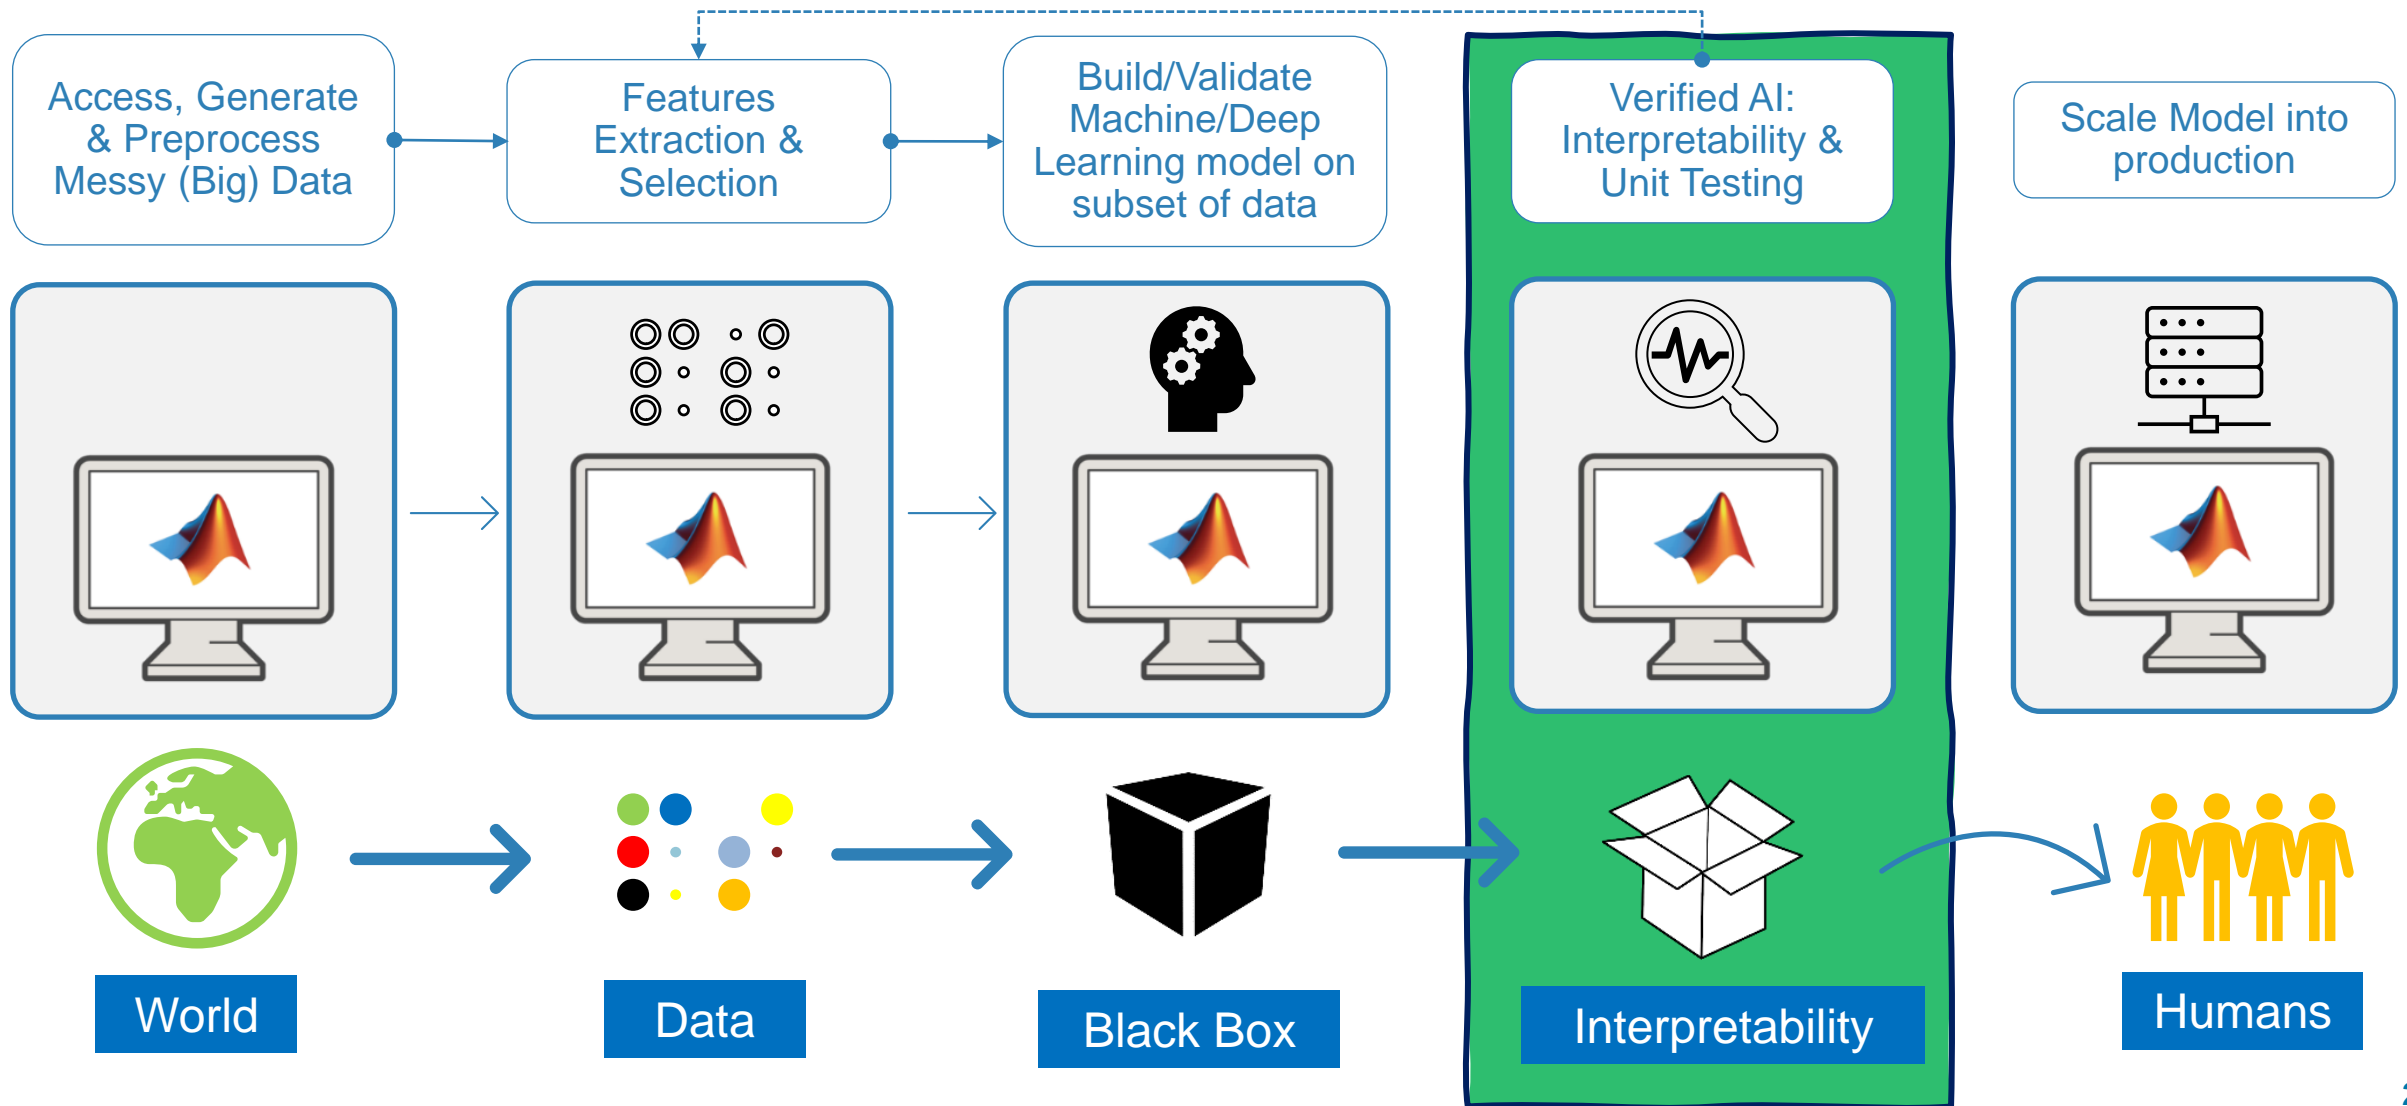 Access, Generate
& Preprocess
Messy (Big) Data
Features
Extraction &
Selection
Build/Validate
Machine/Deep
Learning model on
subset of data
Verified AI:
Interpretability &
Unit Testing
Scale Model into
production
World
Data
Black Box
Interpretability
Humans